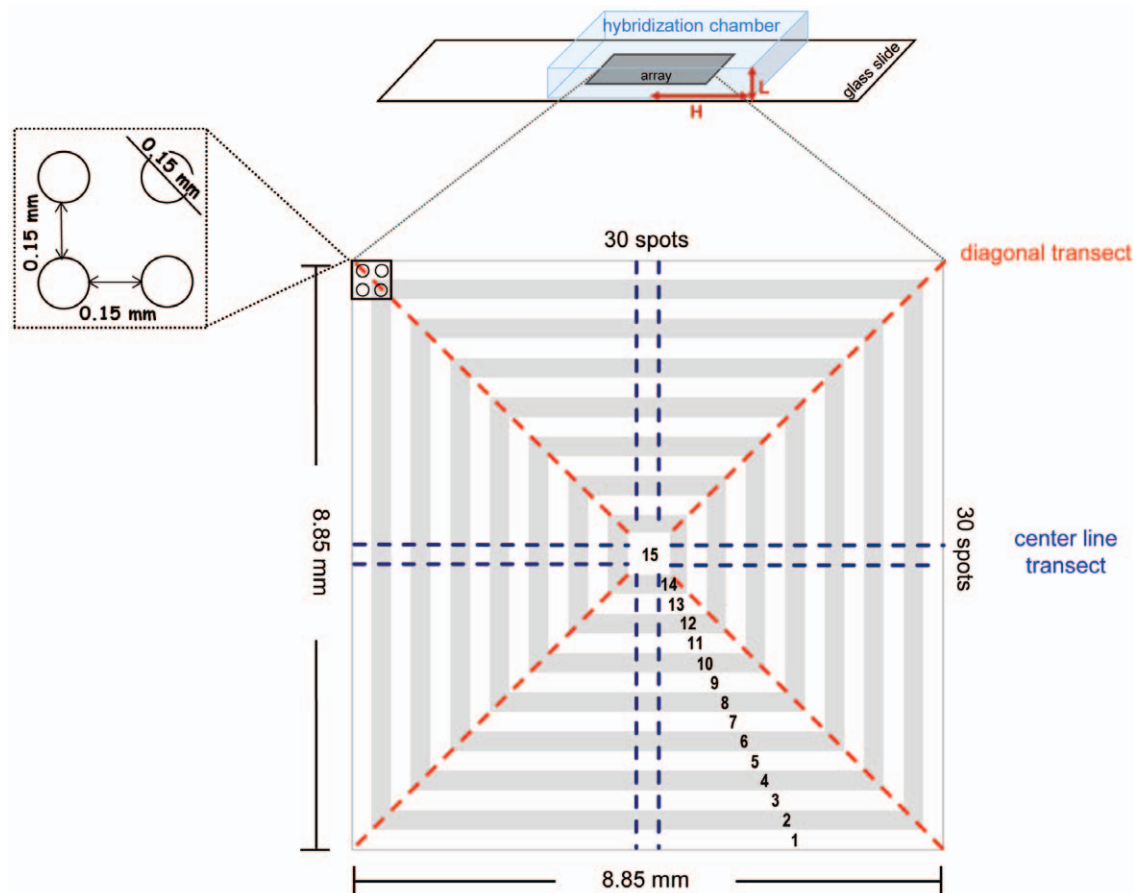 hybridization chamber
array
glass slide
L
H
0.15 mm
0.15 mm
0.15 mm
30 spots
diagonal transect
8.85 mm
30 spots
center line
transect
15
14
13
12
11
10
9
8
7
6
5
4
3
2
1
8.85 mm